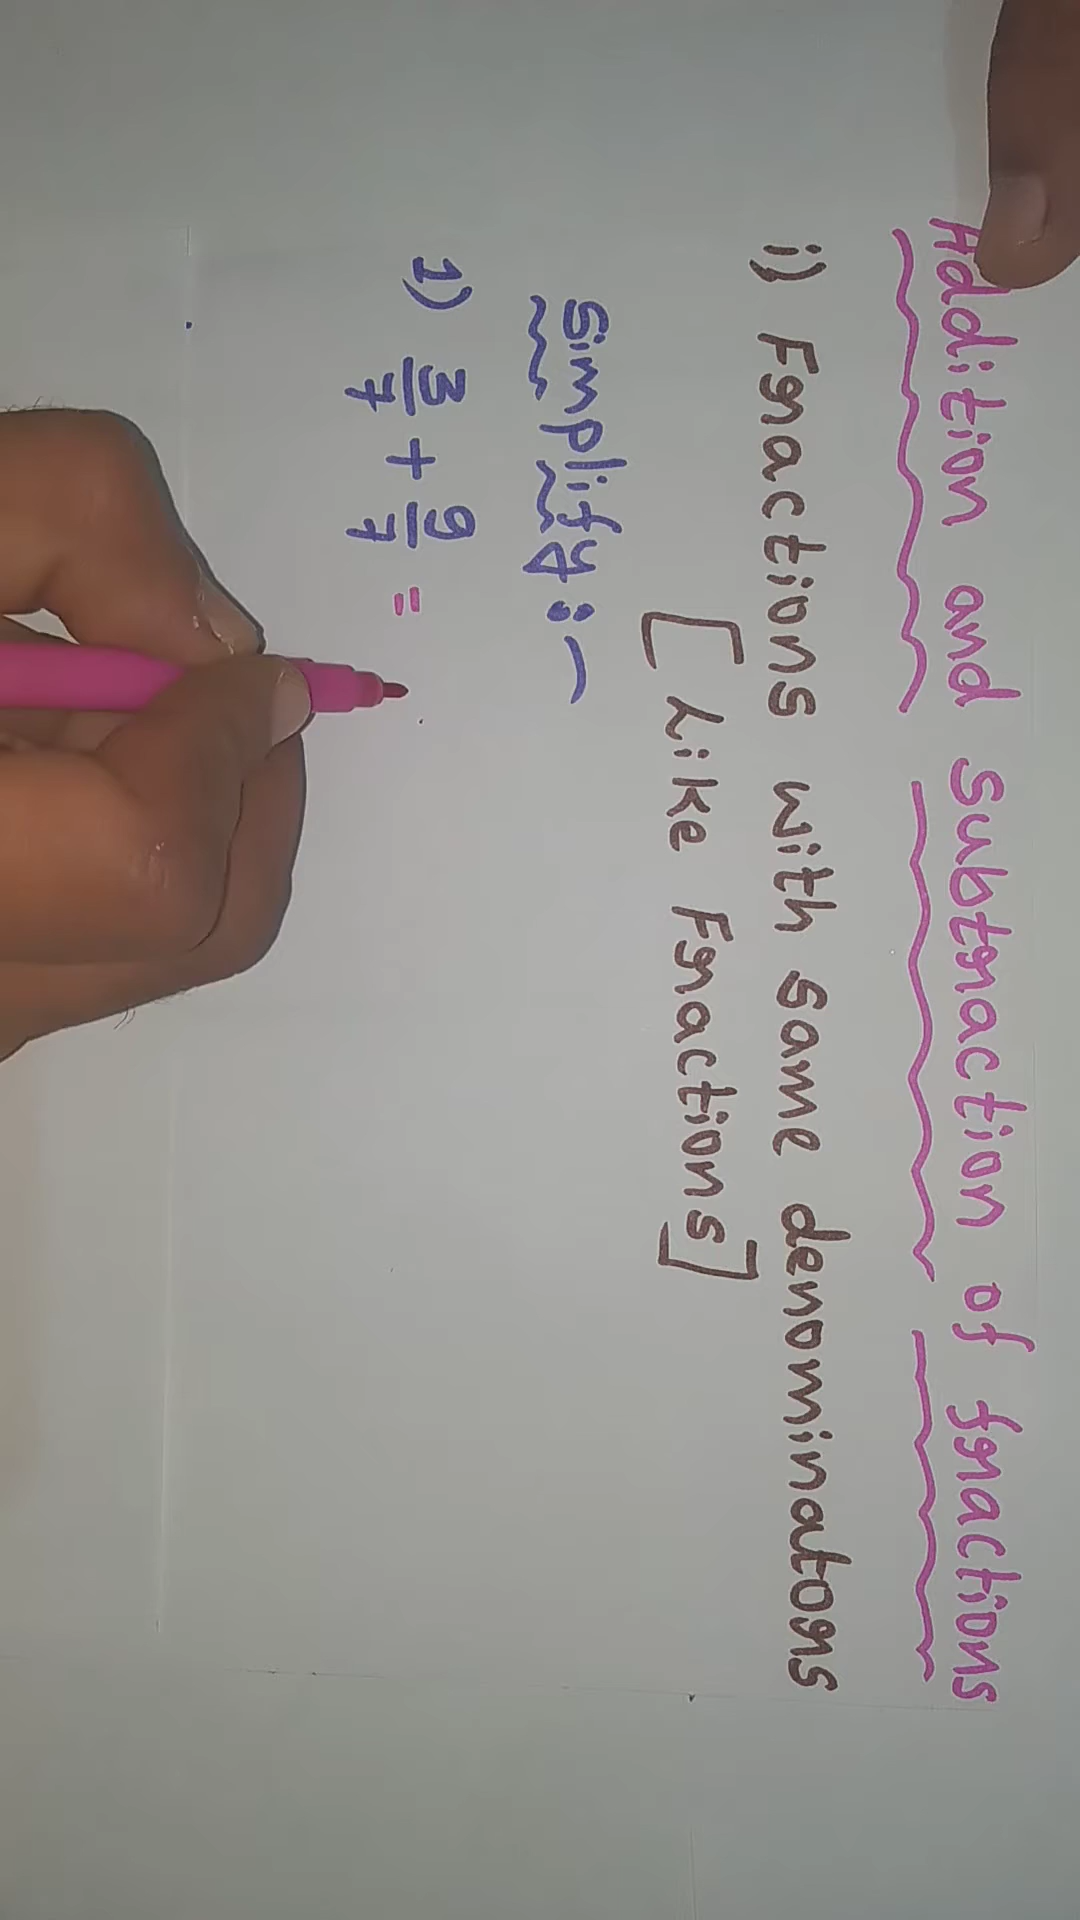 Addition and Subtraction of fractions
i) Fractions with same denominators
[Like Fractions]
Simplify:-
1) 3/7 + 9/7 =